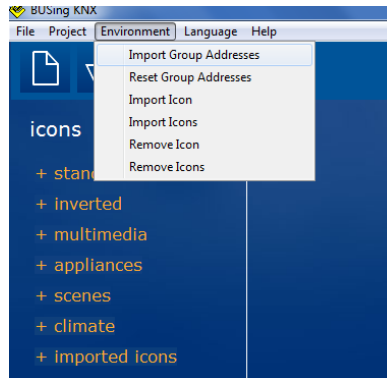 BUSing KNX
File Project Environment Language Help
Import Group Addresses
Reset Group Addresses
Import Icon
Import Icons
Remove Icon
Remove Icons
icons
+ inverted
+ multimedia
+ appliances
+ scenes
+ climate
+ imported icons